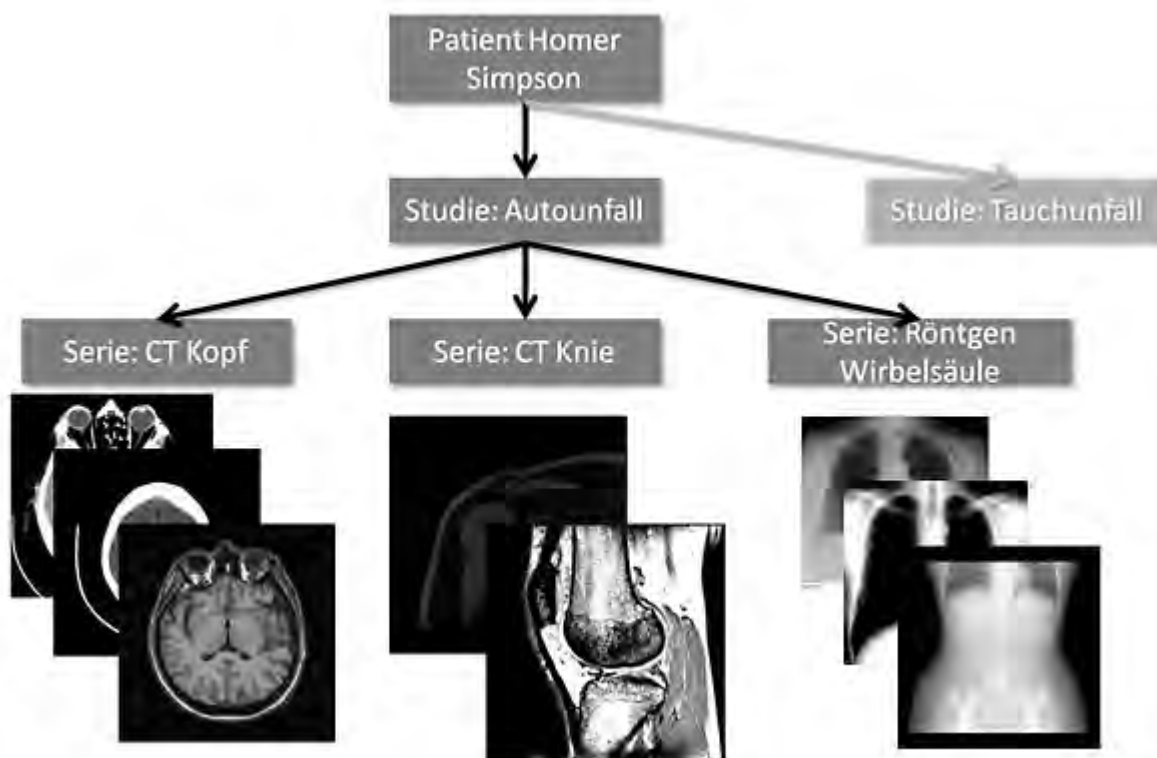 Patient Homer
Simpson
Studie: Autounfall
Studie: Tauchunfall
Serie: CT Kopf
Serie: CT Knie
Serie: Röntgen
Wirbelsäule